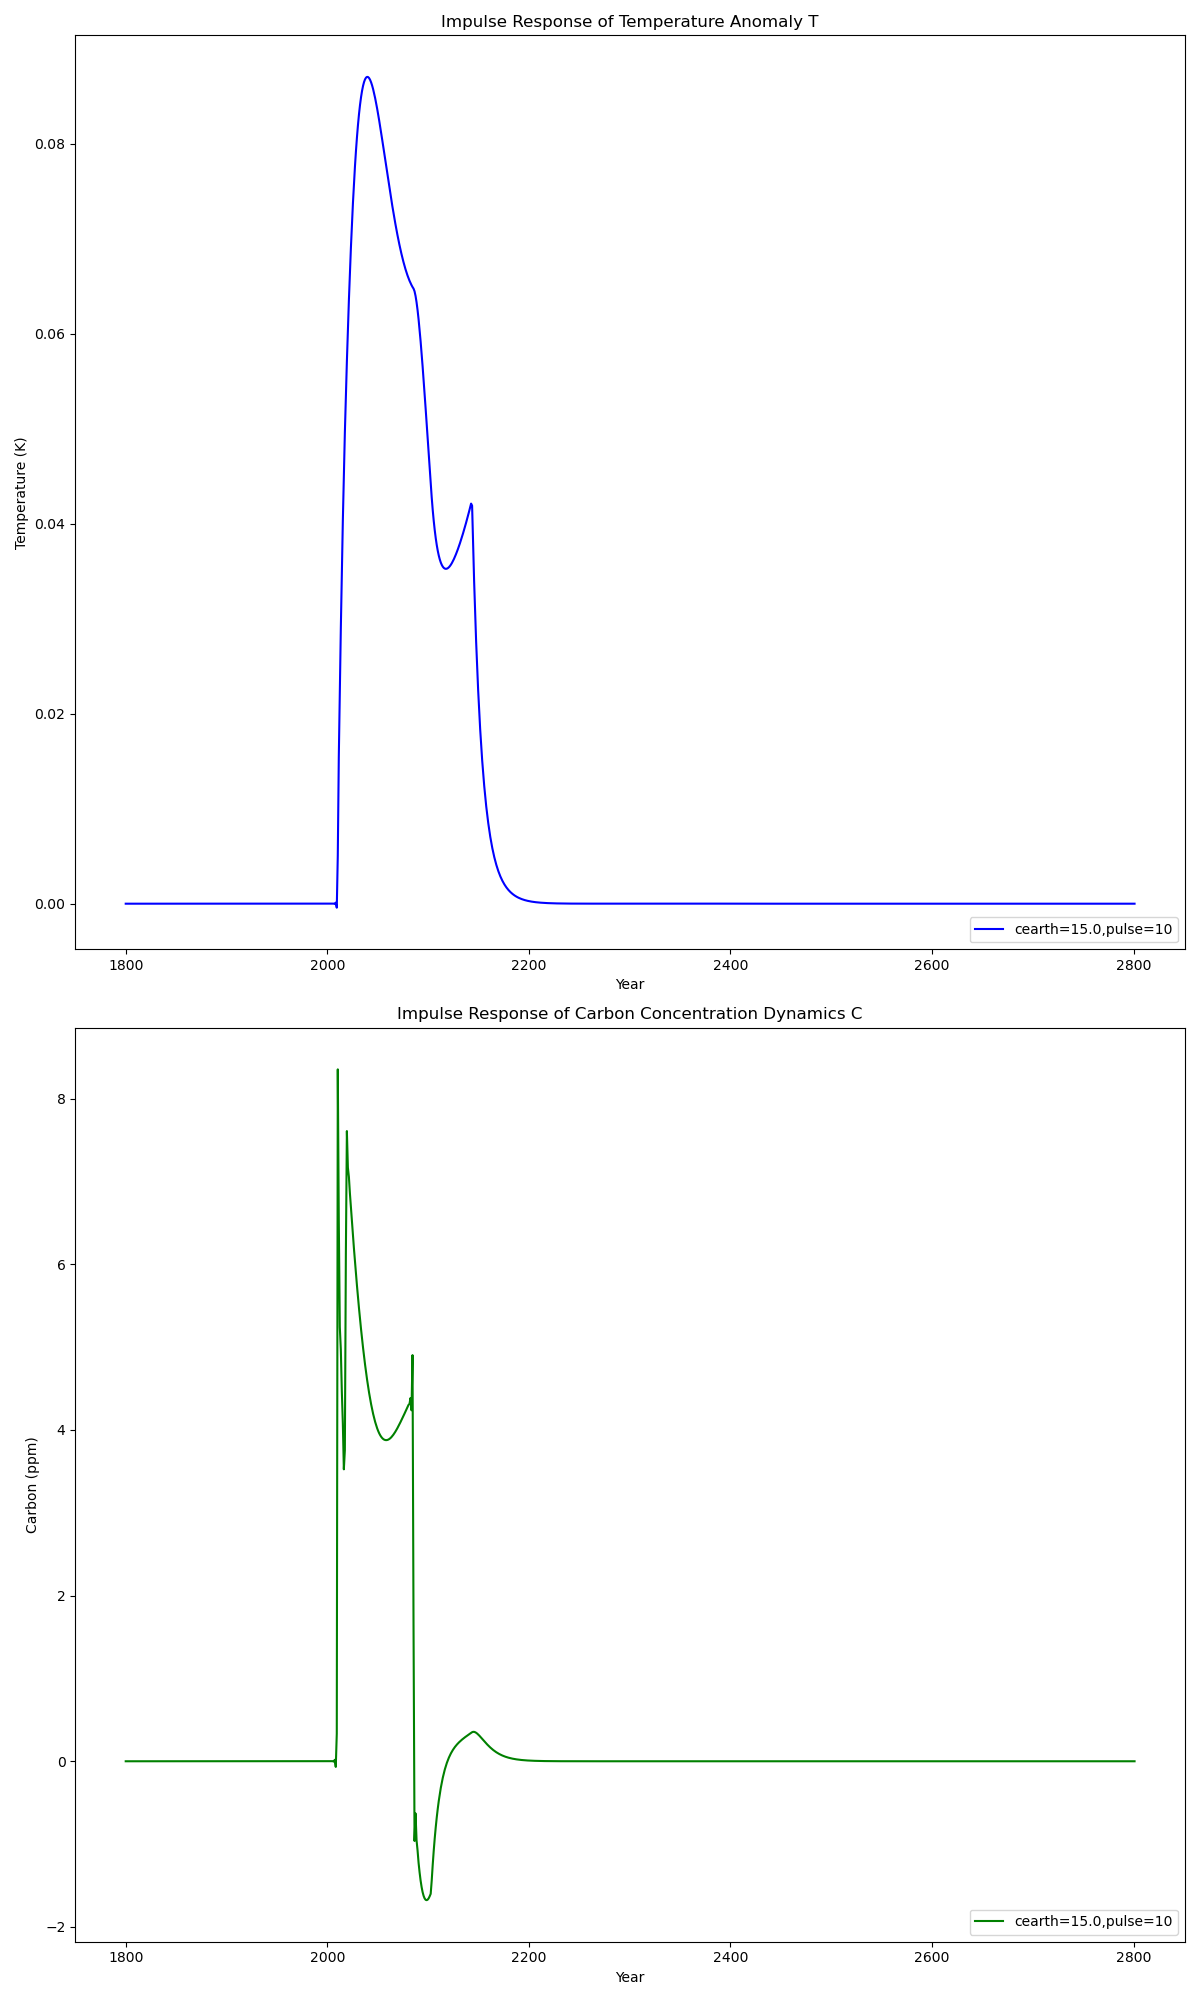 Impulse Response of Temperature Anomaly T
0.08
0.06
0.04
0.02
0.00
Temperature (K)
cearth=15.0,pulse=10
1800 2000 2200 2400 2600 2800
Year
Impulse Response of Carbon Concentration Dynamics C
8
6
4
2
0
−2
Carbon (ppm)
cearth=15.0,pulse=10
1800 2000 2200 2400 2600 2800
Year